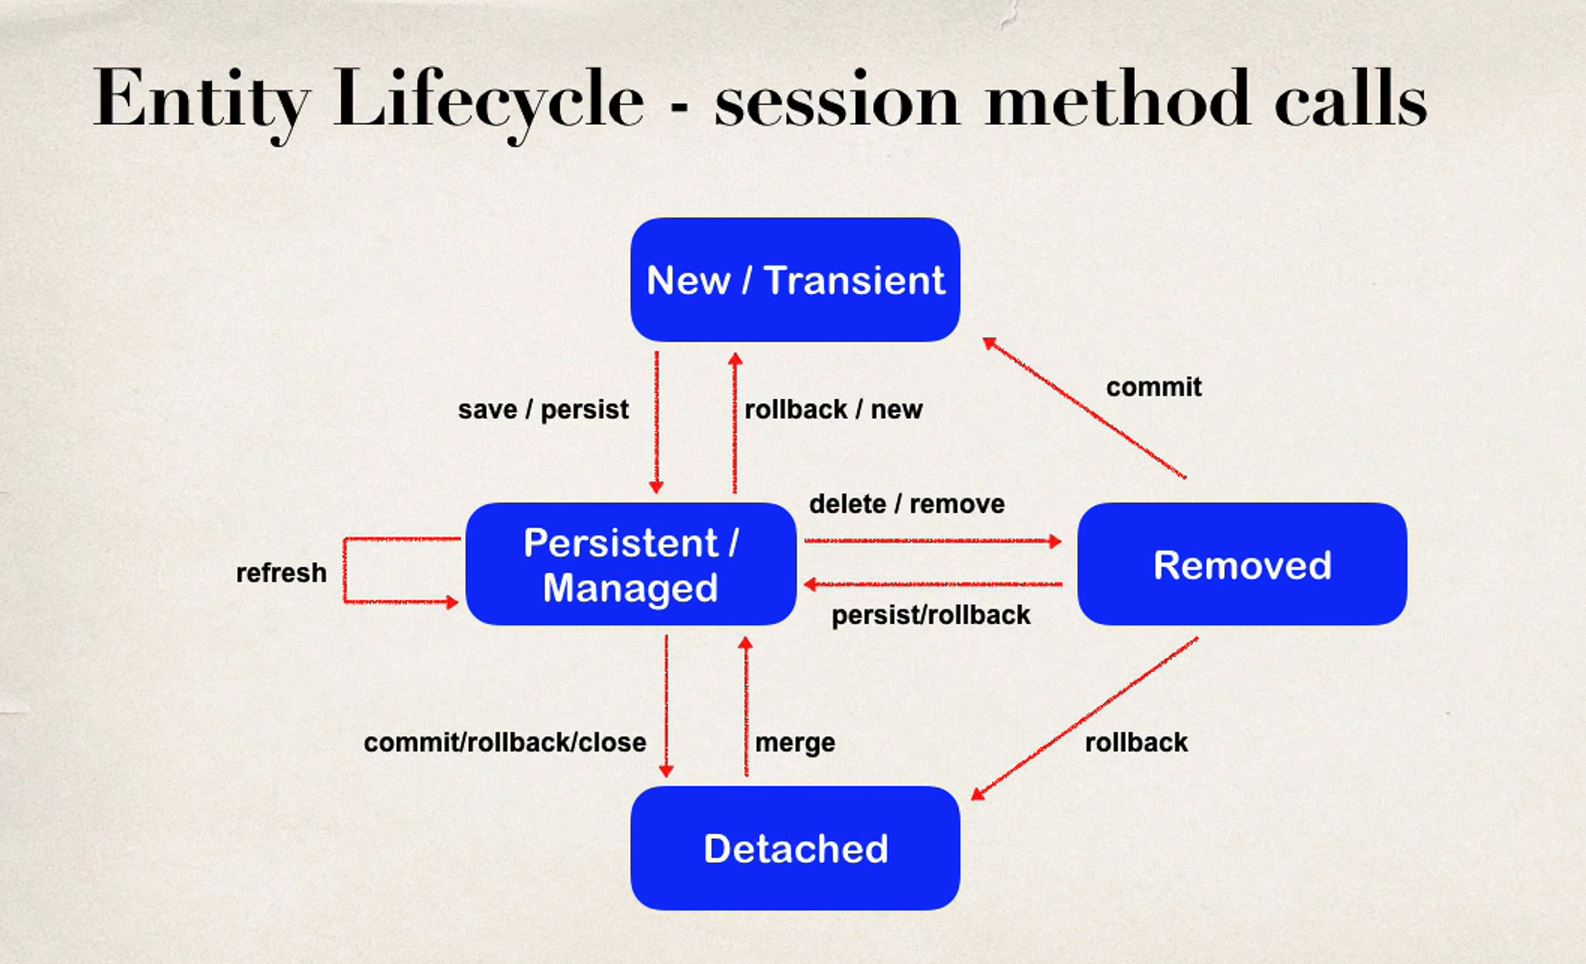 Entity Lifecycle - session method calls
New / Transient
commit
save / persist
rollback / new
delete / remove
Persistent /
Managed
Removed
refresh
persist/rollback
commit/rollback/close
merge
rollback
Detached